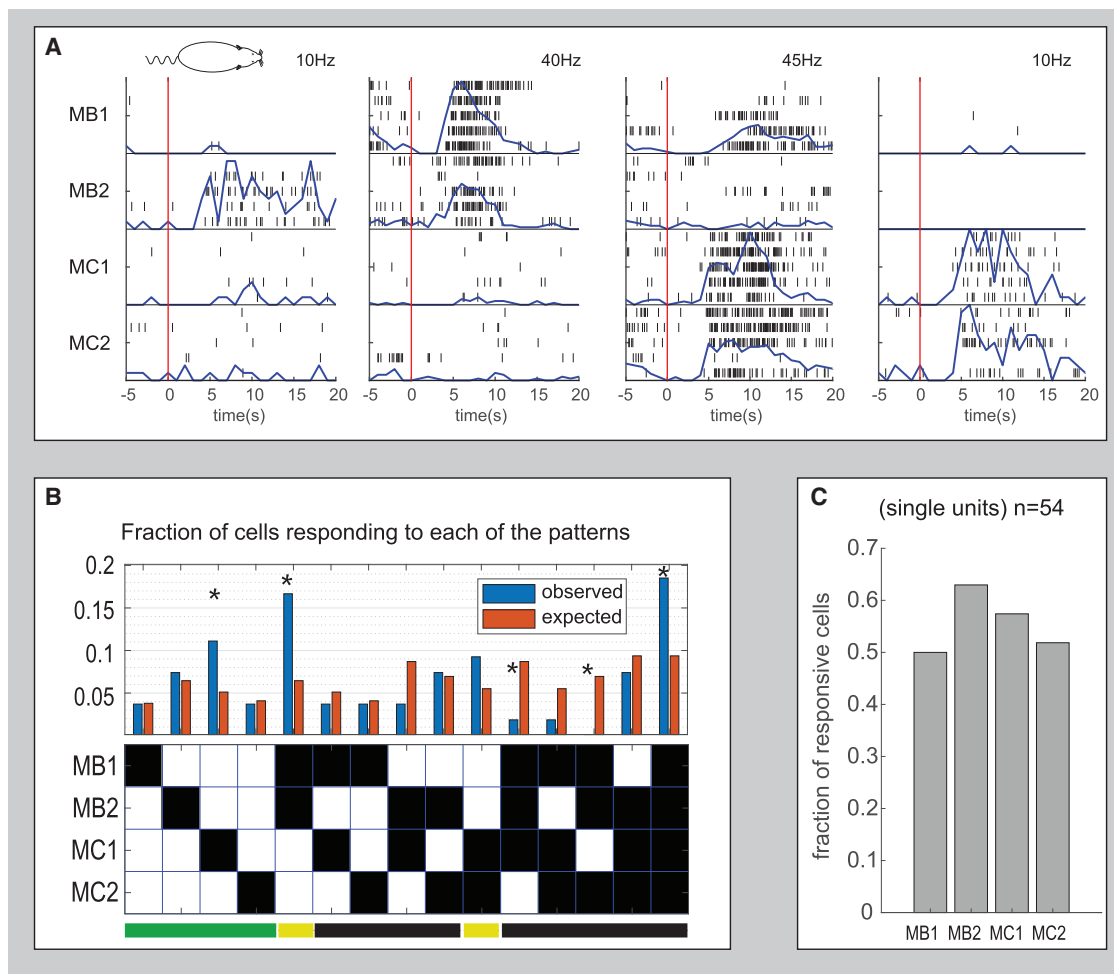 A
10Hz 40Hz 45Hz 10Hz
MB1
MB2
MC1
MC2
-5 0 5 10 15 20 -5 0 5 10 15 20 -5 0 5 10 15 20 -5 0 5 10 15 20
time(s) time(s) time(s) time(s)
B
Fraction of cells responding to each of the patterns
0.2
0.15
0.1
0.05
* * * * *
observed
expected
MB1
MB2
MC1
MC2
C
(single units) n=54
fraction of responsive cells
0.7
0.6
0.5
0.4
0.3
0.2
0.1
0
MB1 MB2 MC1 MC2